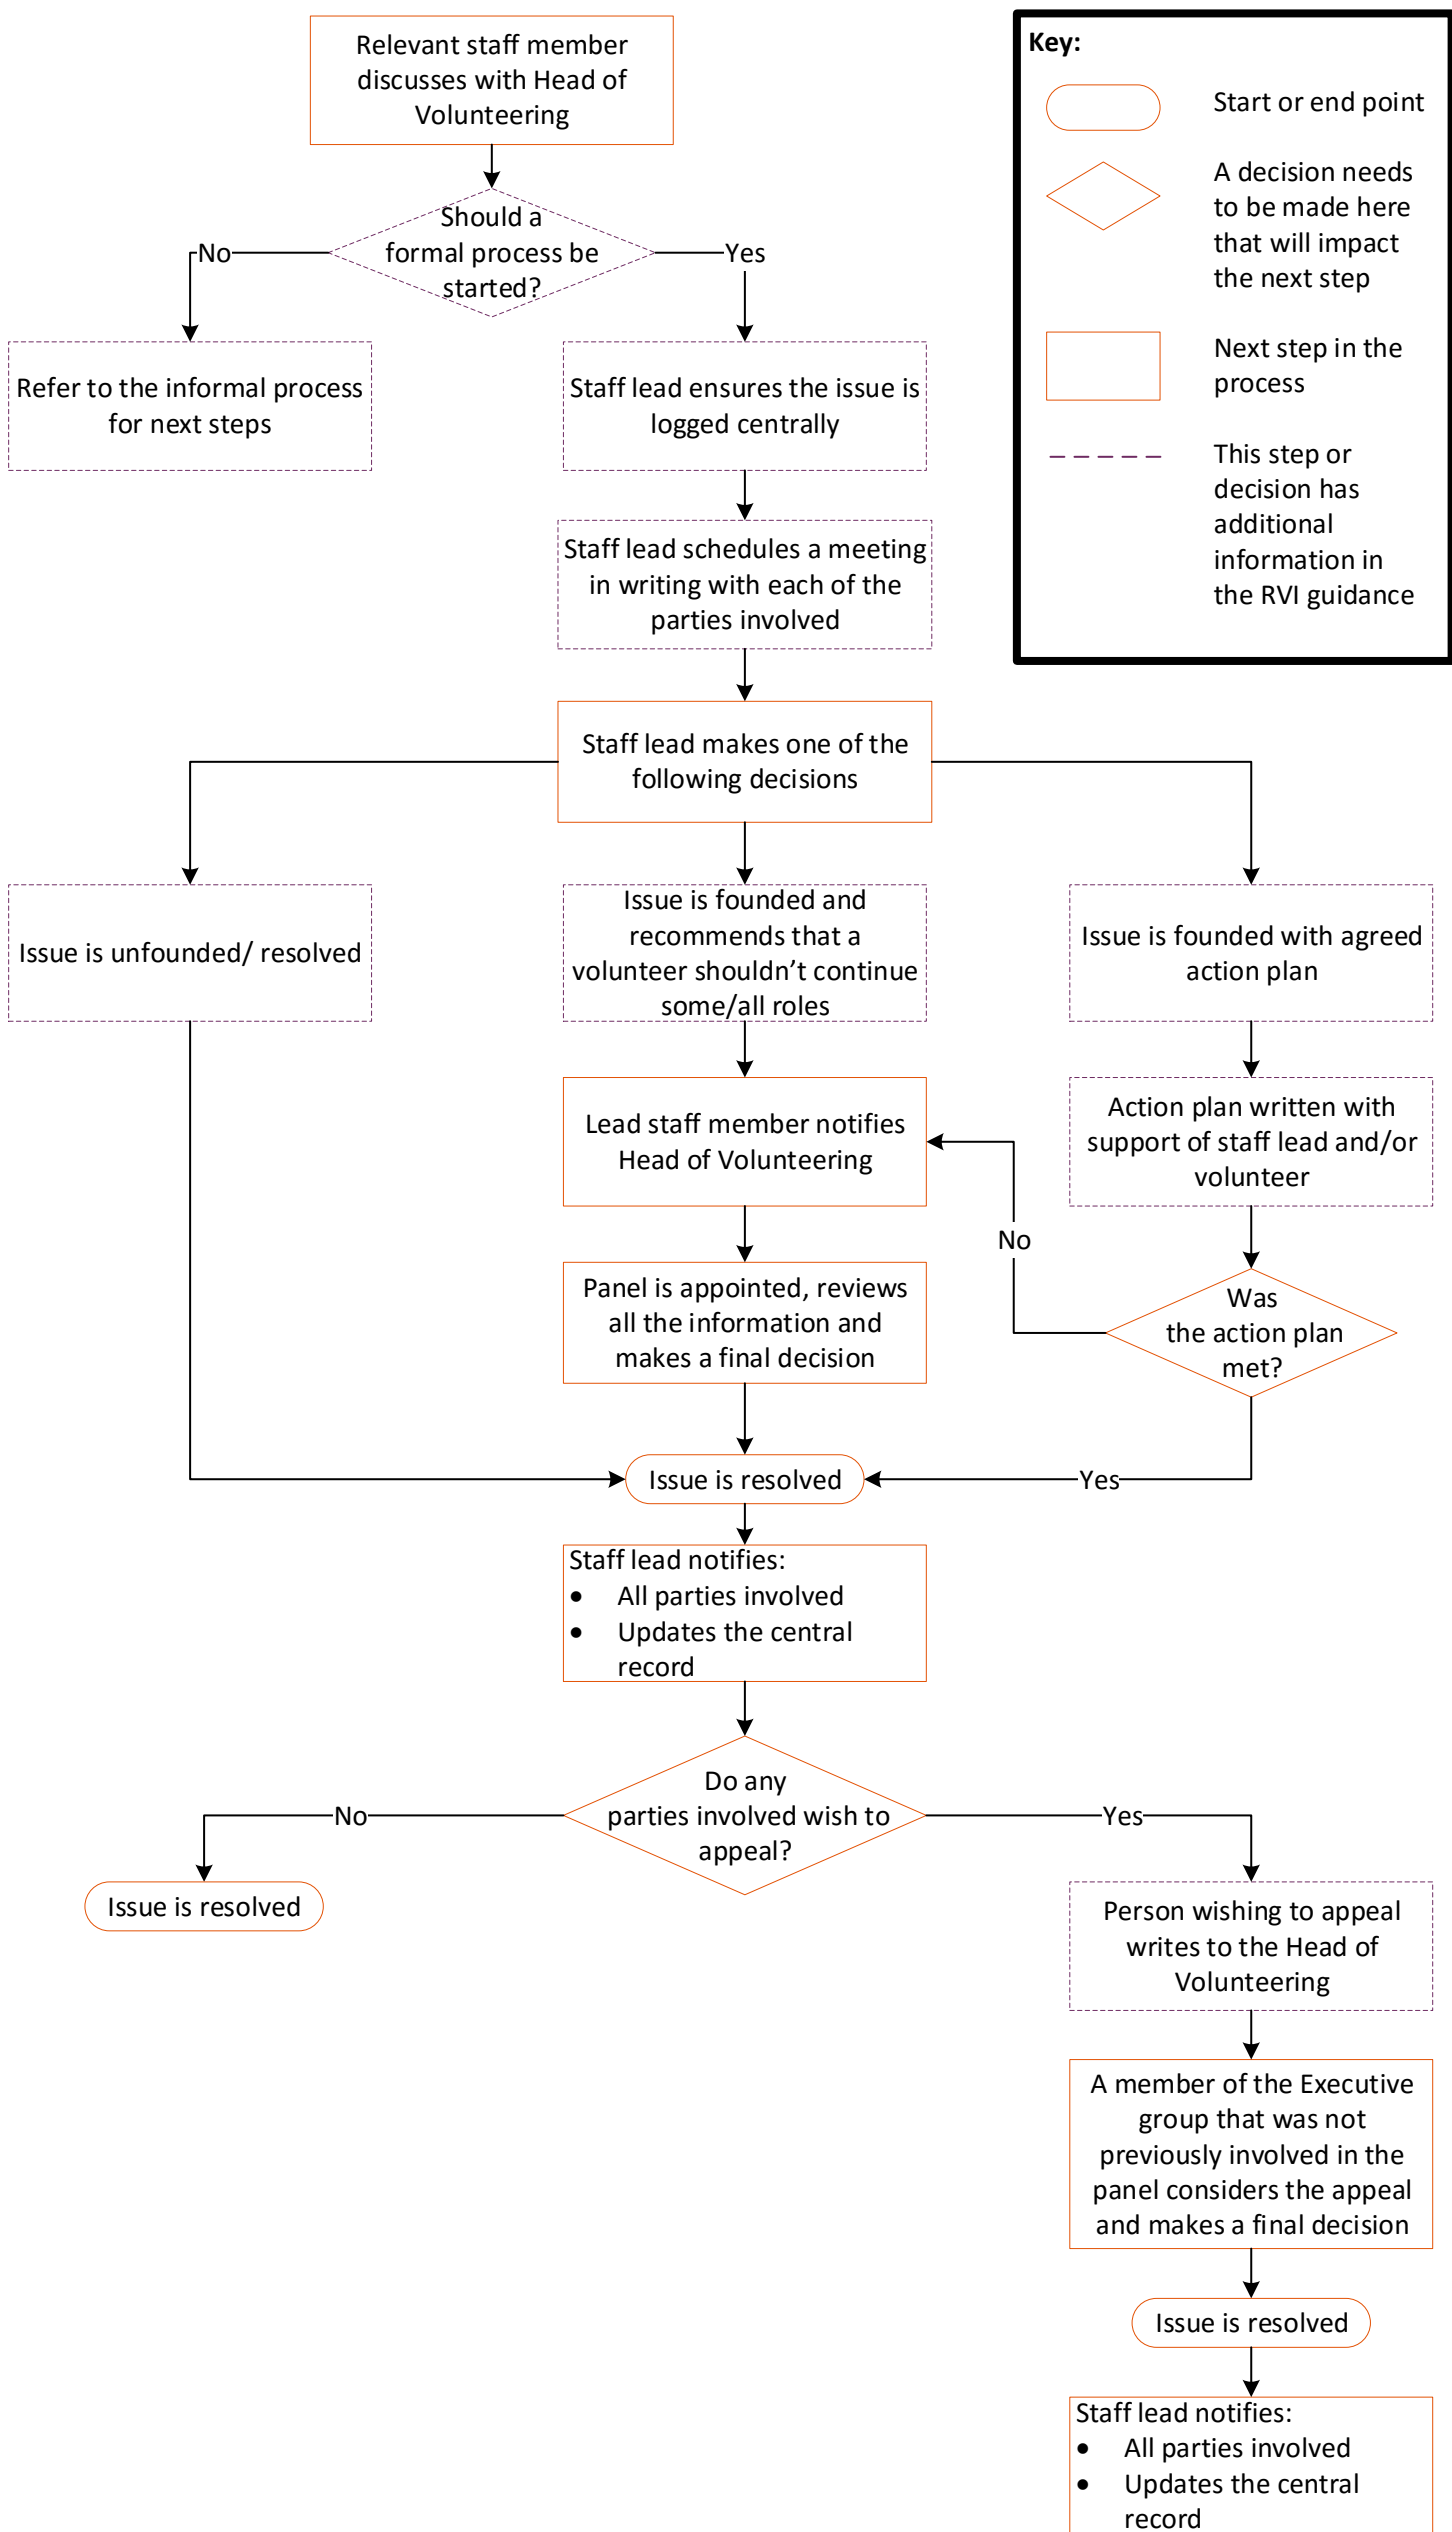 Relevant staff member
discusses with Head of
Volunteering
Key:
Start or end point
A decision needs
to be made here
that will impact
the next step
Next step in the
process
This step or
decision has
additional
information in
the RVI guidance
Should a
formal process be
started?
No
Yes
Refer to the informal process
for next steps
Staff lead ensures the issue is
logged centrally
Staff lead schedules a meeting
in writing with each of the
parties involved
Staff lead makes one of the
following decisions
Issue is unfounded/ resolved
Issue is founded and
recommends that a
volunteer shouldn’t continue
some/all roles
Issue is founded with agreed
action plan
Lead staff member notifies
Head of Volunteering
Action plan written with
support of staff lead and/or
volunteer
No
Panel is appointed, reviews
all the information and
makes a final decision
Was
the action plan
met?
Issue is resolved
Yes
Staff lead notifies:
• All parties involved
• Updates the central
record
Do any
parties involved wish to
appeal?
No
Yes
Issue is resolved
Person wishing to appeal
writes to the Head of
Volunteering
A member of the Executive
group that was not
previously involved in the
panel considers the appeal
and makes a final decision
Issue is resolved
Staff lead notifies:
• All parties involved
• Updates the central
record